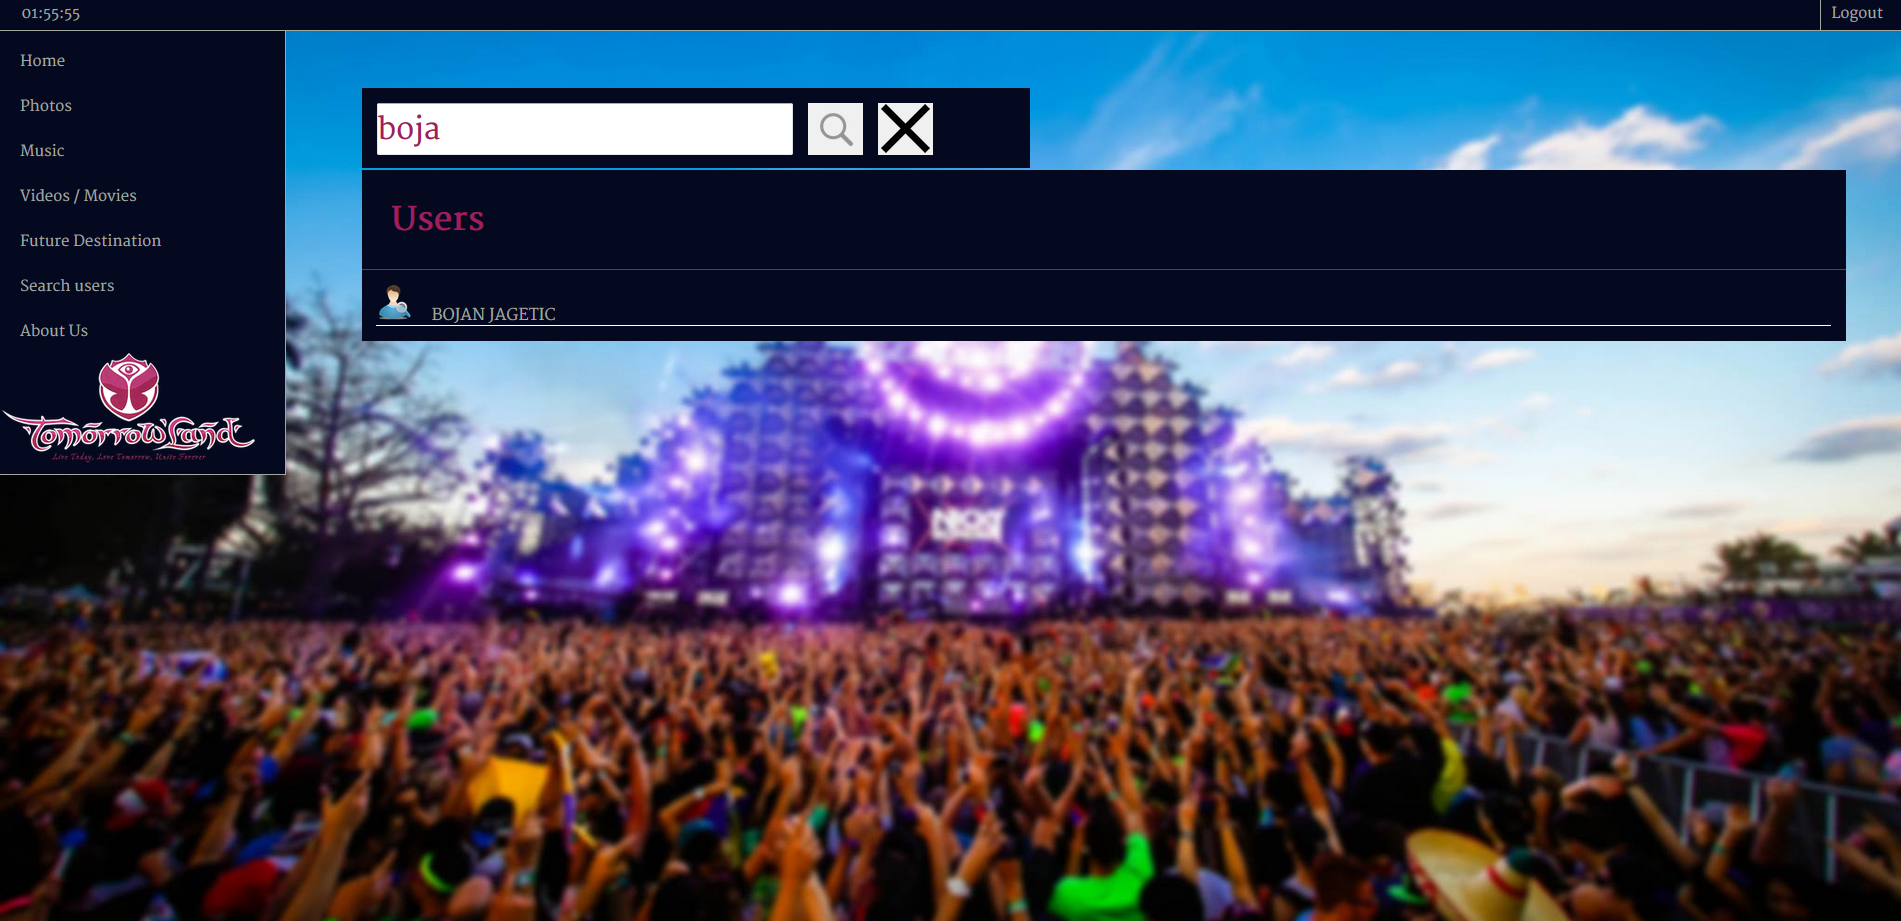 01:55:55
Logout
Home
Photos
Music
Videos / Movies
Future Destination
Search users
About Us
Tomorrowland
Live Today, Love Tomorrow, Unite Forever
boja
Users
BOJAN JAGETIC